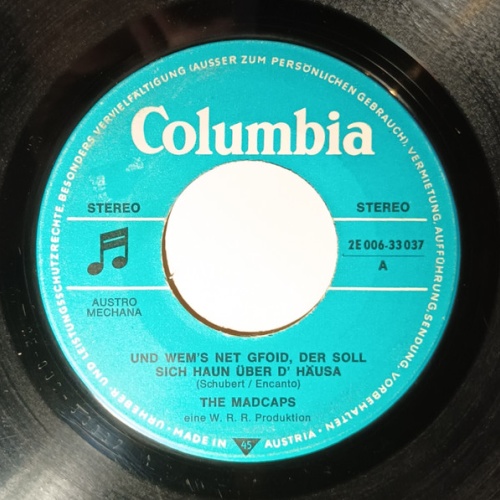 URHEBER- UND LEISTUNGSSCHUTZRECHTE, BESONDERS VERVIELFÄLTIGUNG (AUSSER ZUM PERSÖNLICHEN GEBRAUCH), VERMIETUNG, AUFFÜHRUNG, SENDUNG, VORBEHALTEN ·
Columbia
STEREO
STEREO
2E 006-33 037
A
AUSTRO
MECHANA
UND WEM'S NET GFOID, DER SOLL
SICH HAUN ÜBER D' HÄUSA
(Schubert / Encanto)
THE MADCAPS
eine W. R. R. Produktion
· MADE IN 45 AUSTRIA ·